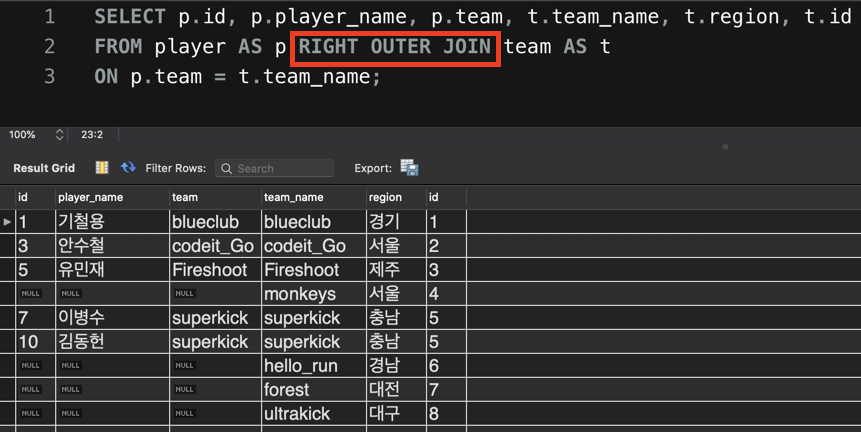 1 SELECT p.id, p.player_name, p.team, t.team_name, t.region, t.id
2 FROM player AS p RIGHT OUTER JOIN team AS t
3 ON p.team = t.team_name;
100% 23:2
Result Grid Filter Rows: Search Export:
id player_name team team_name region id
1 기철용 blueclub blueclub 경기 1
3 안수철 codeit_Go codeit_Go 서울 2
5 유민재 Fireshoot Fireshoot 제주 3
NULL NULL NULL monkeys 서울 4
7 이병수 superkick superkick 충남 5
10 김동헌 superkick superkick 충남 5
NULL NULL NULL hello_run 경남 6
NULL NULL NULL forest 대전 7
NULL NULL NULL ultrakick 대구 8